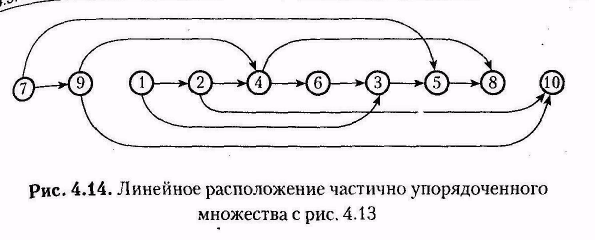 7 9 1 2 4 6 3 5 8 10
Рис. 4.14. Линейное расположение частично упорядоченного
множества с рис. 4.13